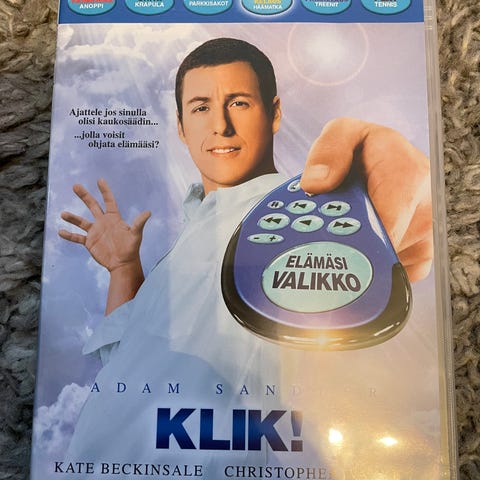 ANOPPI
KRAPULA
PARKKISAKOT
HÄÄMATKA
TREENIT
TENNIS
Ajattele jos sinulla
olisi kaukosäädin...
...jolla voisit
ohjata elämääsi?
ELÄMÄSI
VALIKKO
ADAM SAND R
KLIK!
KATE BECKINSALE CHRISTOPHE